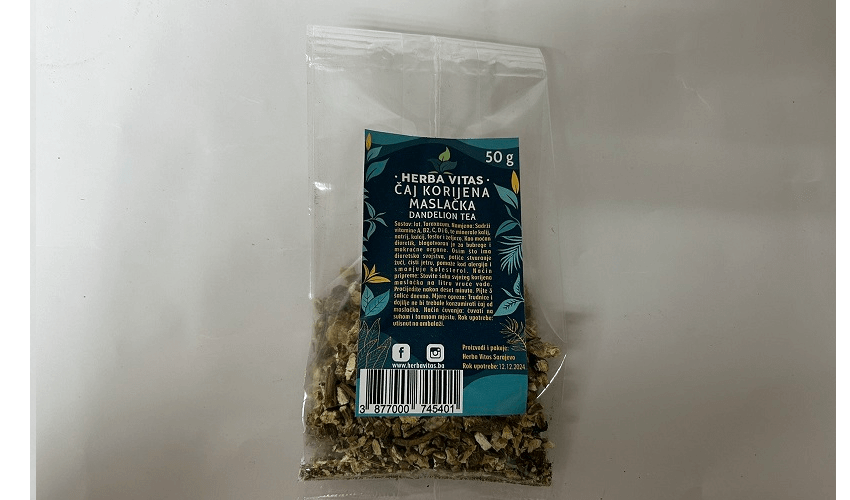 50 g
· HERBA VITAS ·
ČAJ KORIJENA
MASLAČKA
DANDELION TEA
Sastav: lat. Taraxacum. Namjena: Sadrži
vitamine A, B2, C, D i G, te minerale kalij,
natrij, kalcij, fosfor i željezo. Kao moćan
diuretik, blagotvoran je za bubrege i
mokraćne organe. Osim što ima
diuretska svojstva, potiče stvaranje
žuči, čisti jetru, pomaže kod alergija i
smanjuje kolesterol. Način
pripreme: Stavite šaku svježeg korijena
maslačka na litru vruće vode.
Procijedite nakon deset minuta. Pijte 3
šalice dnevno. Mjere opreza: Trudnice i
dojilje ne bi trebale konzumirati čaj od
maslačka. Način čuvanja: čuvati na
suhom i tamnom mjestu. Rok upotrebe:
utisnut na ambalaži.
www.herbavitas.ba
Proizvodi i pakuje:
Herba Vitas Sarajevo
Rok upotrebe: 12.12.2024
3 877000 745401